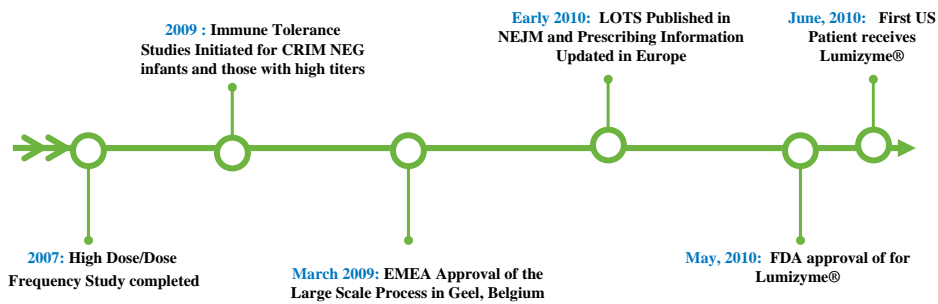 2009 : Immune Tolerance
Studies Initiated for CRIM NEG
infants and those with high titers
Early 2010: LOTS Published in
NEJM and Prescribing Information
Updated in Europe
June, 2010: First US
Patient receives
Lumizyme®
2007: High Dose/Dose
Frequency Study completed
March 2009: EMEA Approval of the
Large Scale Process in Geel, Belgium
May, 2010: FDA approval of for
Lumizyme®